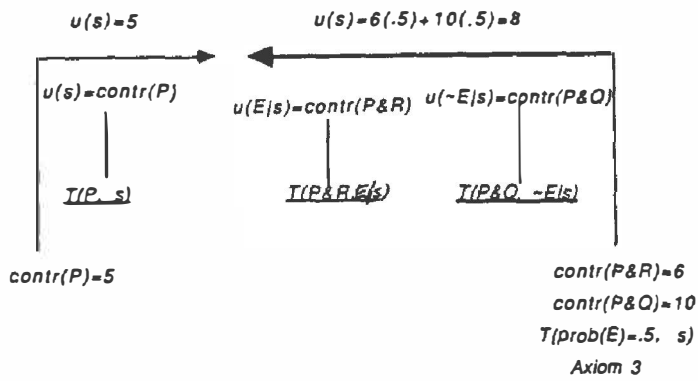 u(s)=5
u(s)=6(.5)+10(.5)=8
u(s)=contr(P)
u(E|s)=contr(P&R)
u(~E|s)=contr(P&Q)
T(P, s)
T(P&R,E|s)
T(P&Q, ~E|s)
contr(P)=5
contr(P&R)=6
contr(P&Q)=10
T(prob(E)=.5, s)
Axiom 3